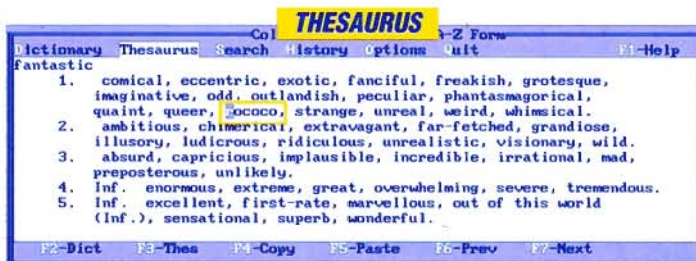 THESAURUS
Col -Z Form
Dictionary Thesaurus Search History Options Quit F1-Help
fantastic
1. comical, eccentric, exotic, fanciful, freakish, grotesque,
imaginative, odd, outlandish, peculiar, phantasmagorical,
quaint, queer, rococo, strange, unreal, weird, whimsical.
2. ambitious, chimerical, extravagant, far-fetched, grandiose,
illusory, ludicrous, ridiculous, unrealistic, visionary, wild.
3. absurd, capricious, implausible, incredible, irrational, mad,
preposterous, unlikely.
4. Inf. enormous, extreme, great, overwhelming, severe, tremendous.
5. Inf. excellent, first-rate, marvellous, out of this world
(Inf.), sensational, superb, wonderful.
F2-Dict F3-Thes F4-Copy F5-Paste F6-Prev F7-Next